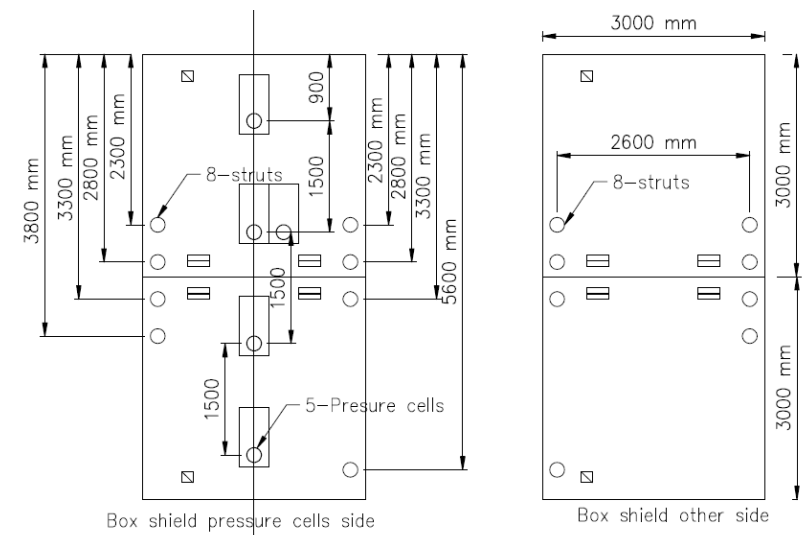 3000 mm
900
2300 mm
2800 mm
3300 mm
3800 mm
8-struts
1500
2300 mm
2800 mm
3300 mm
5600 mm
2600 mm
8-struts
3000 mm
1500
1500
5-Presure cells
3000 mm
Box shield pressure cells side
Box shield other side